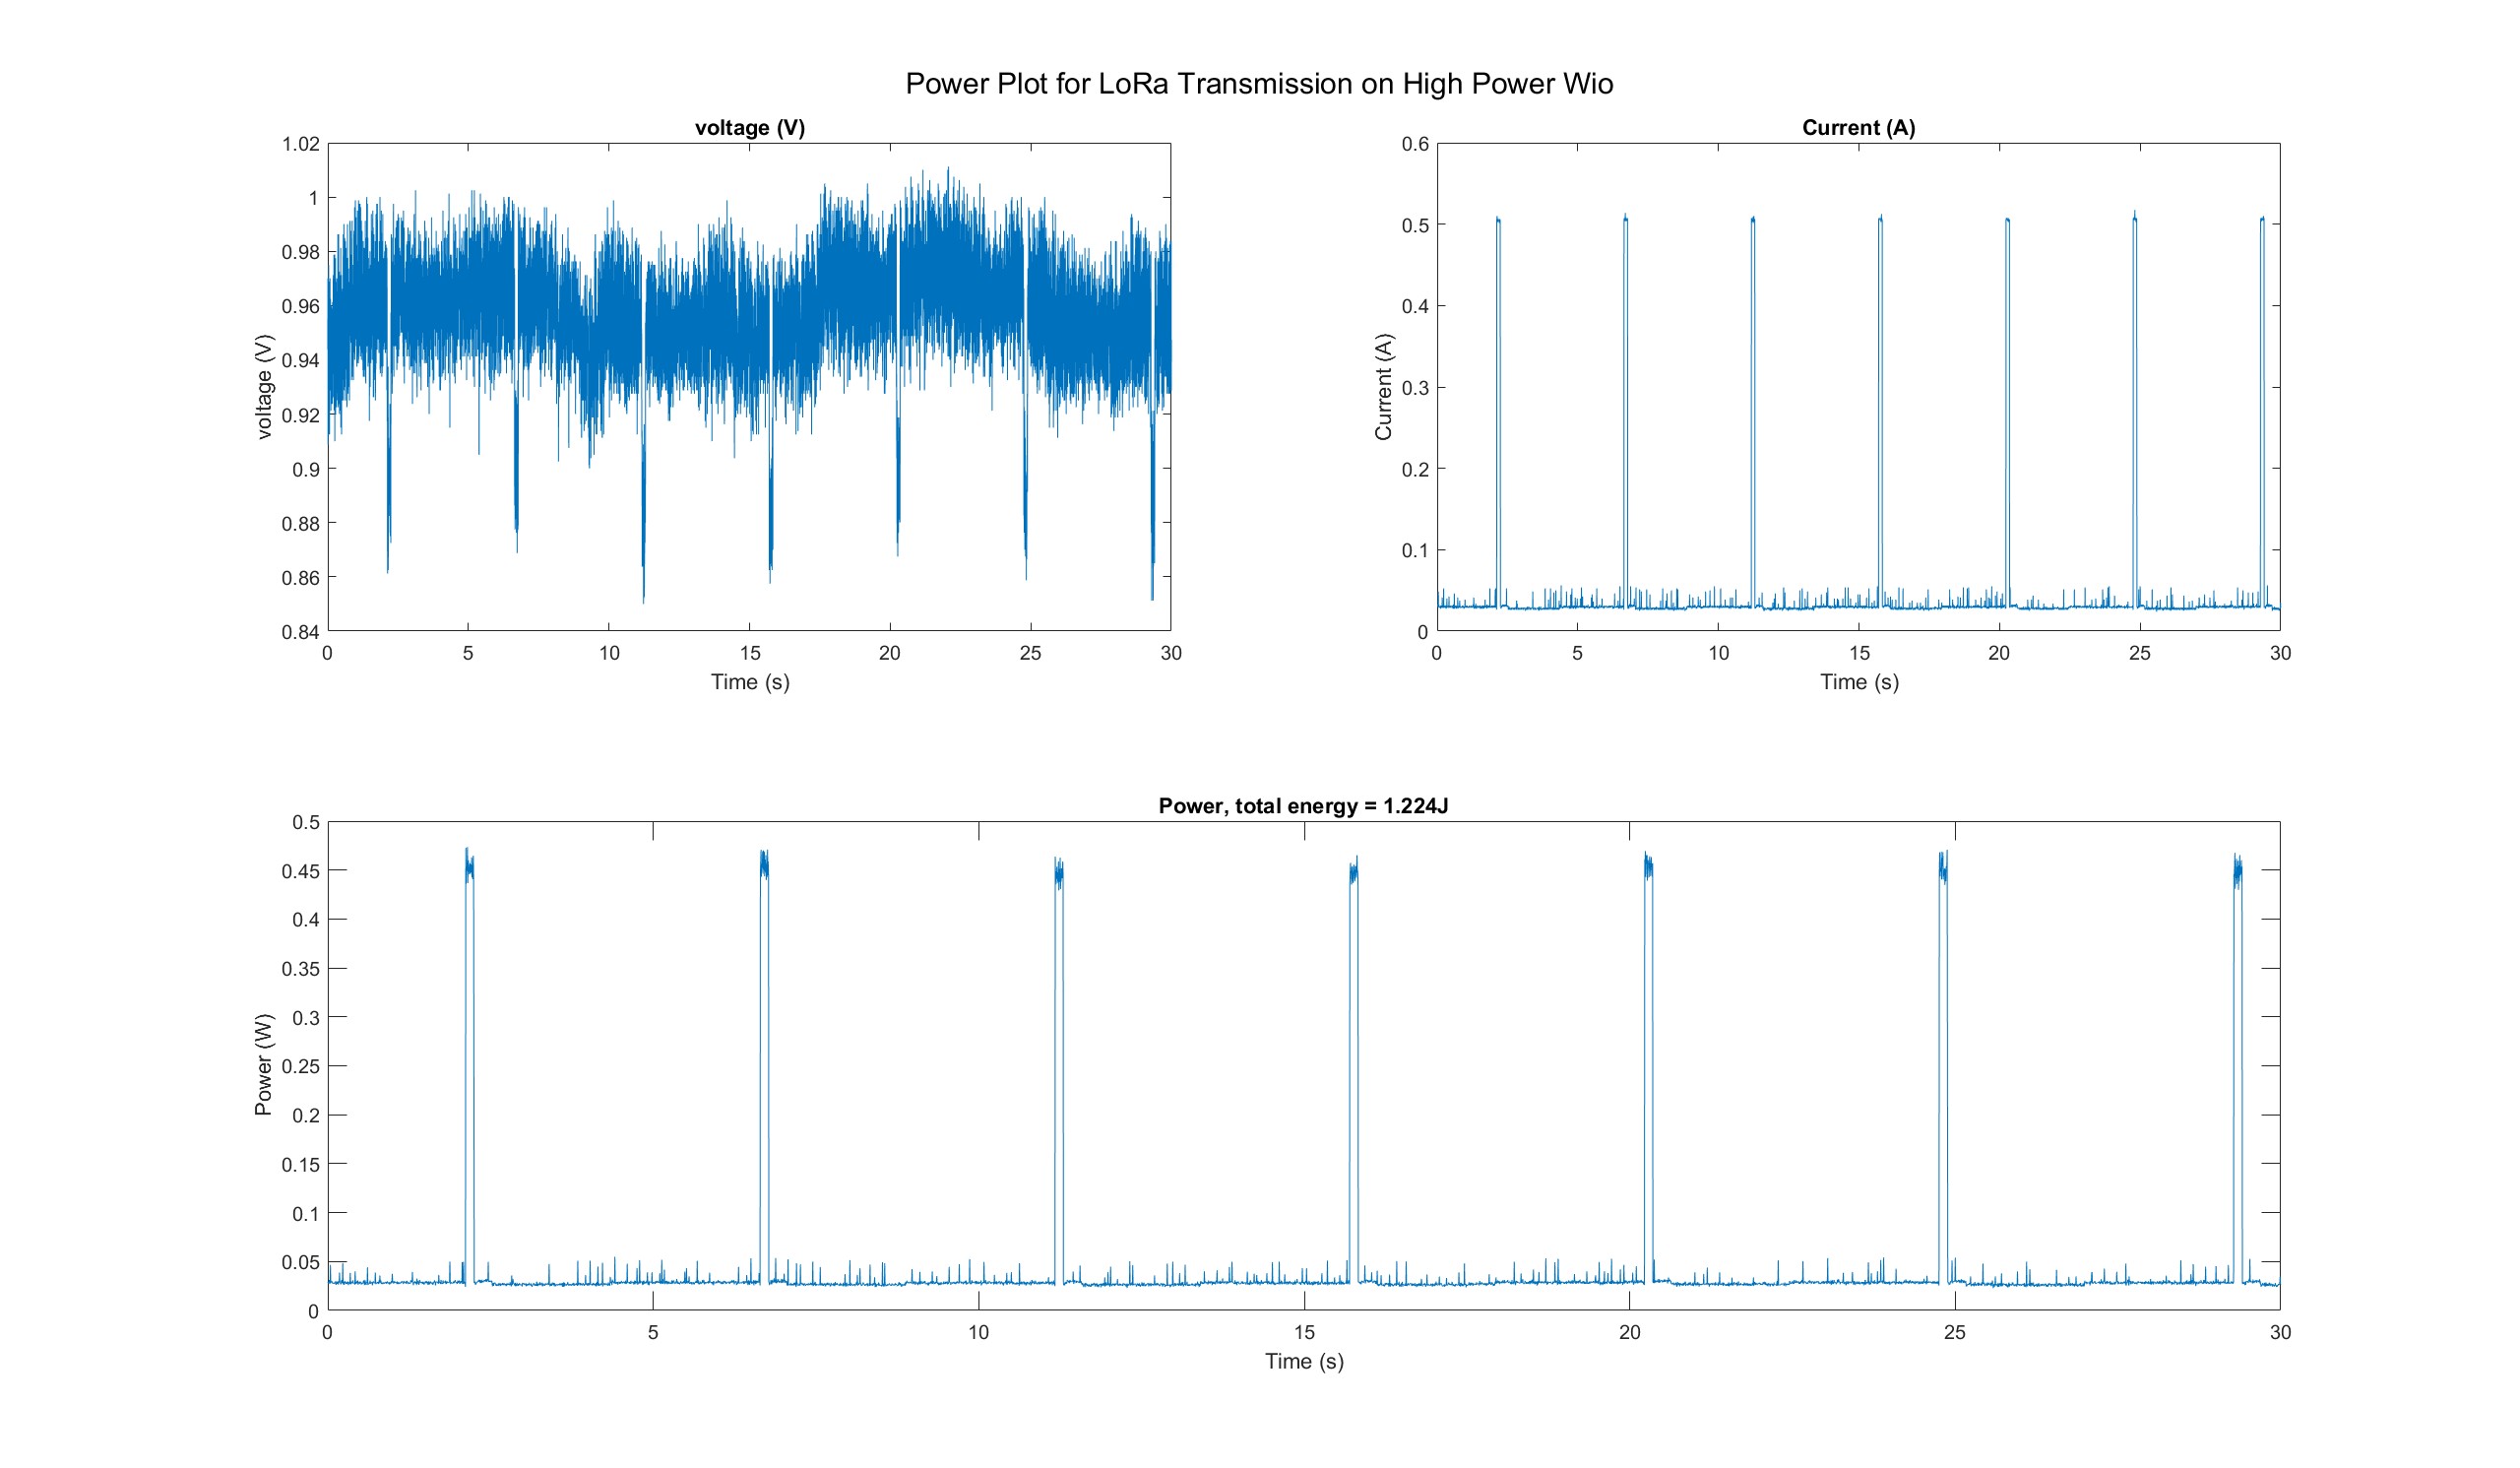 Power Plot for LoRa Transmission on High Power Wio
voltage (V)
1.02
1
0.98
0.96
0.94
0.92
0.9
0.88
0.86
0.84
voltage (V)
0 5 10 15 20 25 30
Time (s)
Current (A)
0.6
0.5
0.4
0.3
0.2
0.1
0
Current (A)
0 5 10 15 20 25 30
Time (s)
Power, total energy = 1.224J
0.5
0.45
0.4
0.35
0.3
0.25
0.2
0.15
0.1
0.05
0
Power (W)
0 5 10 15 20 25 30
Time (s)